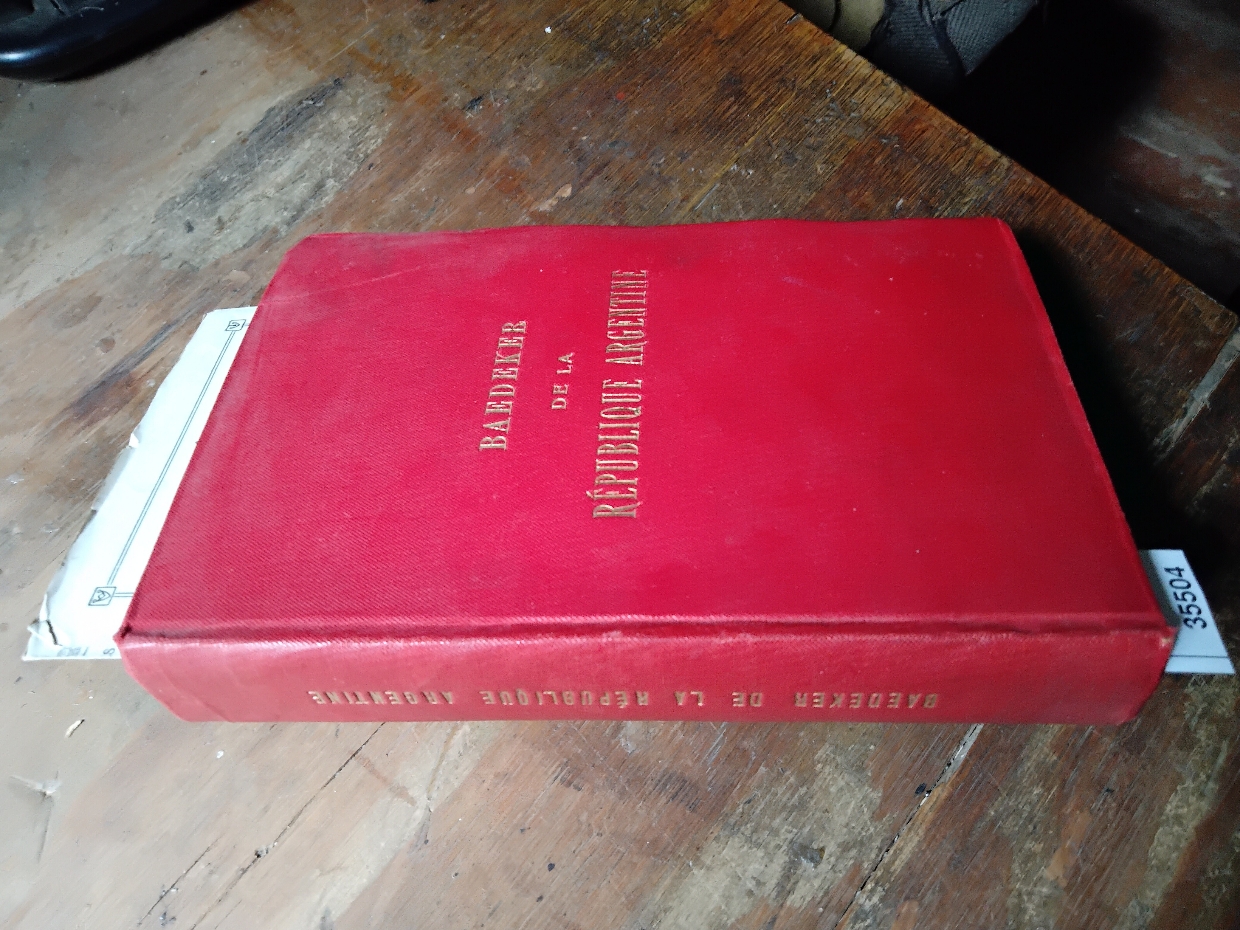 BAEDEKER
DE LA
RÉPUBLIQUE ARGENTINE
BAEDEKER DE LA RÉPUBLIQUE ARGENTINE
35504